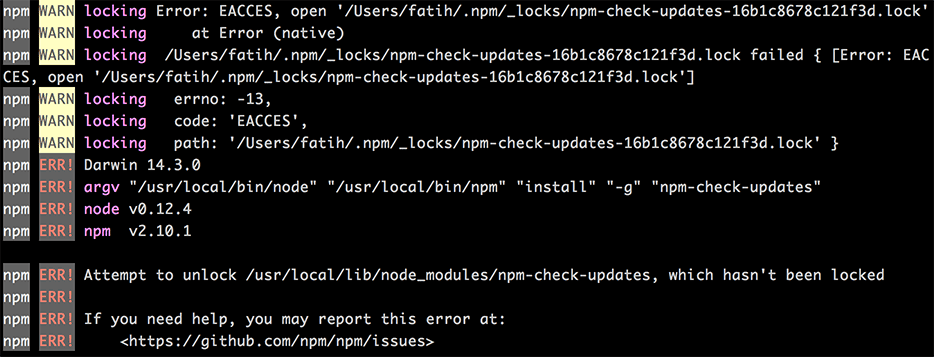 npm WARN locking Error: EACCES, open '/Users/fatih/.npm/_locks/npm-check-updates-16b1c8678c121f3d.lock'
npm WARN locking     at Error (native)
npm WARN locking  /Users/fatih/.npm/_locks/npm-check-updates-16b1c8678c121f3d.lock failed { [Error: EAC
CES, open '/Users/fatih/.npm/_locks/npm-check-updates-16b1c8678c121f3d.lock']
npm WARN locking   errno: -13,
npm WARN locking   code: 'EACCES',
npm WARN locking   path: '/Users/fatih/.npm/_locks/npm-check-updates-16b1c8678c121f3d.lock' }
npm ERR! Darwin 14.3.0
npm ERR! argv "/usr/local/bin/node" "/usr/local/bin/npm" "install" "-g" "npm-check-updates"
npm ERR! node v0.12.4
npm ERR! npm  v2.10.1

npm ERR! Attempt to unlock /usr/local/lib/node_modules/npm-check-updates, which hasn't been locked
npm ERR!
npm ERR! If you need help, you may report this error at:
npm ERR!     <https://github.com/npm/npm/issues>